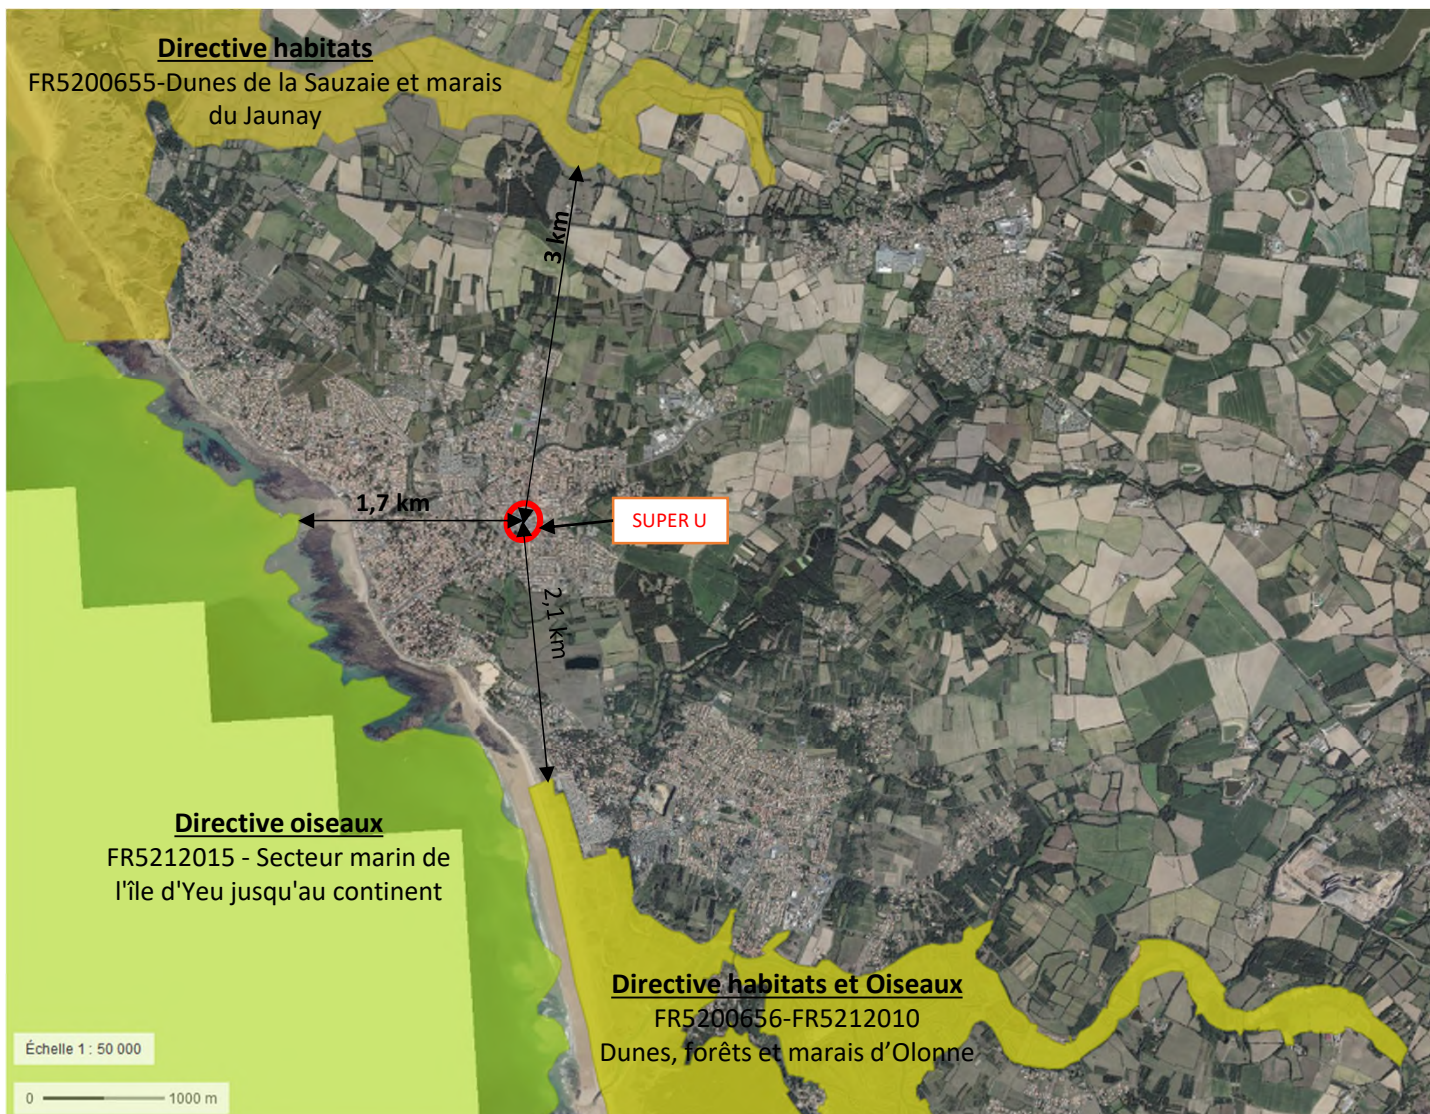 Directive habitats
FR5200655-Dunes de la Sauzaie et marais
du Jaunay
3 km
1,7 km
SUPER U
2,1 km
Directive oiseaux
FR5212015 - Secteur marin de
l'île d'Yeu jusqu'au continent
Directive habitats et Oiseaux
FR5200656-FR5212010
Dunes, forêts et marais d’Olonne
Échelle 1 : 50 000
0 1000 m